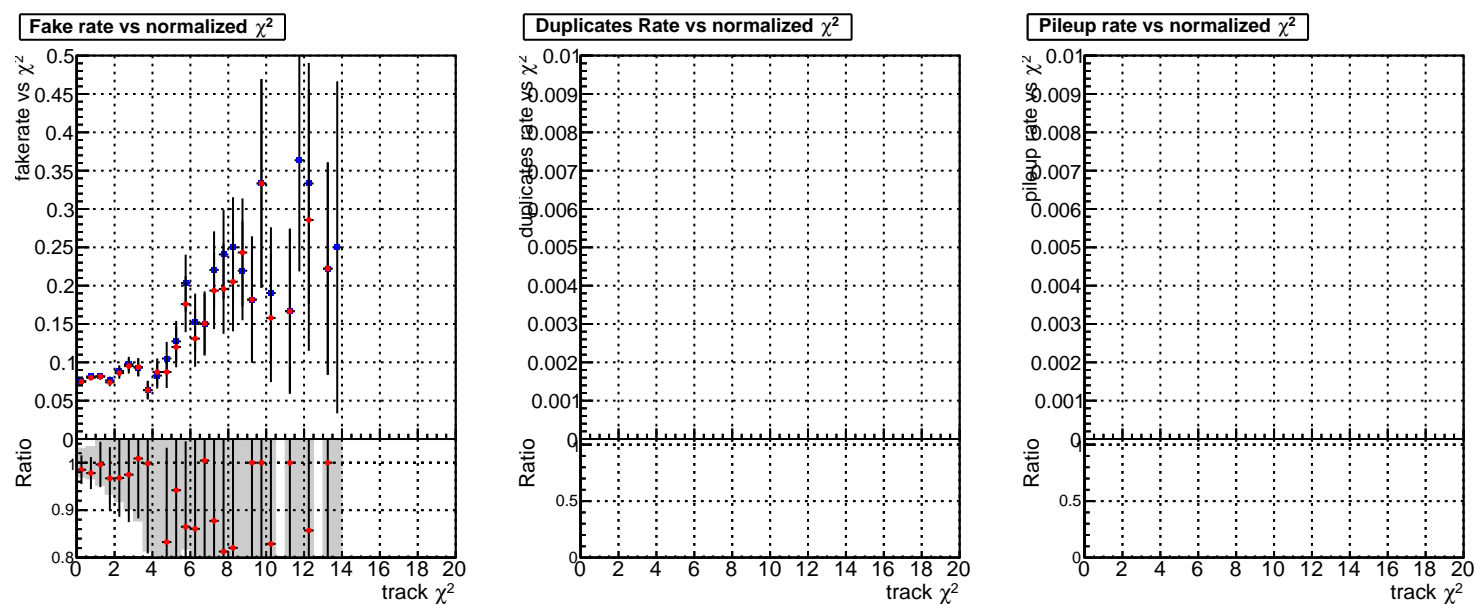 Fake rate vs normalized χ²
fakerate vs χ²
0.5
0.45
0.4
0.35
0.3
0.25
0.2
0.15
0.1
0.05
0
Ratio
1
0.9
0.8
0 2 4 6 8 10 12 14 16 18 20
track χ²
Duplicates Rate vs normalized χ²
duplicates rate vs χ²
0.01
0.009
0.008
0.007
0.006
0.005
0.004
0.003
0.002
0.001
0
Ratio
1
0.5
0
0 2 4 6 8 10 12 14 16 18 20
track χ²
Pileup rate vs normalized χ²
pileup rate vs χ²
0.01
0.009
0.008
0.007
0.006
0.005
0.004
0.003
0.002
0.001
0
Ratio
1
0.5
0
0 2 4 6 8 10 12 14 16 18 20
track χ²